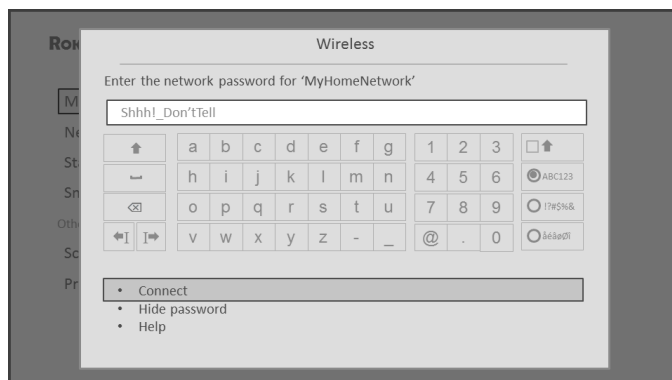 Wireless
Enter the network password for ‘MyHomeNetwork’
Shhh!_Don'tTell
a b c d e f g 1 2 3
h i j k l m n 4 5 6 ABC123
o p q r s t u 7 8 9 !?#$%&
v w x y z - _ @ . 0
• Connect
• Hide password
• Help